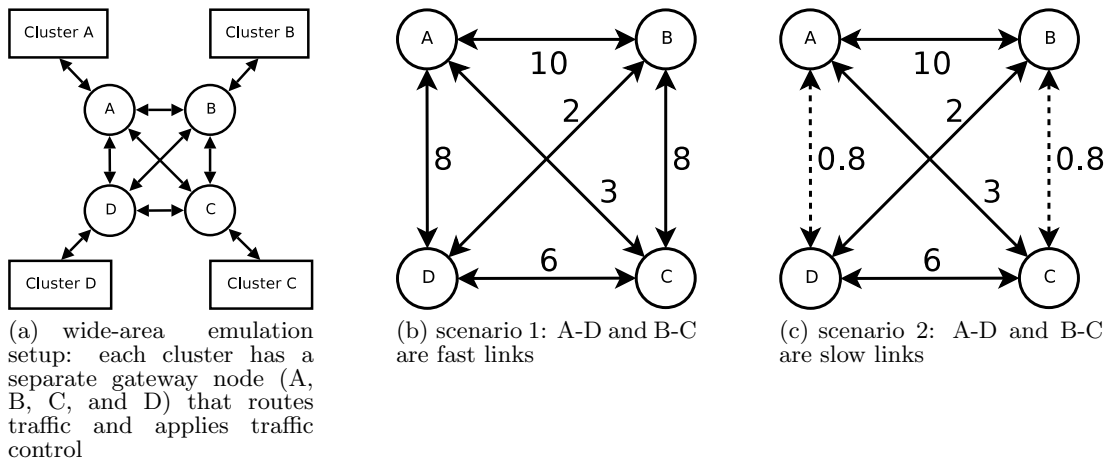 Cluster A
Cluster B
A
B
D
C
Cluster D
Cluster C
(a) wide-area emulation
setup: each cluster has a
separate gateway node (A,
B, C, and D) that routes
traffic and applies traffic
control
A
B
10
2
8
8
3
D
6
C
(b) scenario 1: A-D and B-C
are fast links
A
B
10
2
0.8
0.8
3
D
6
C
(c) scenario 2: A-D and B-C
are slow links